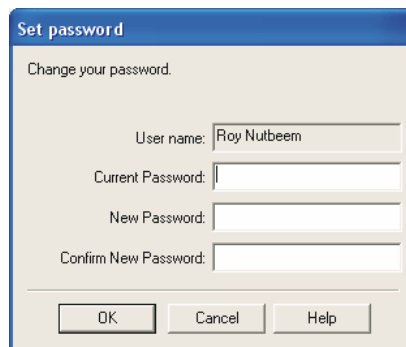 Set password
Change your password.
User name: Roy Nutbeem
Current Password:
New Password:
Confirm New Password:
OK Cancel Help